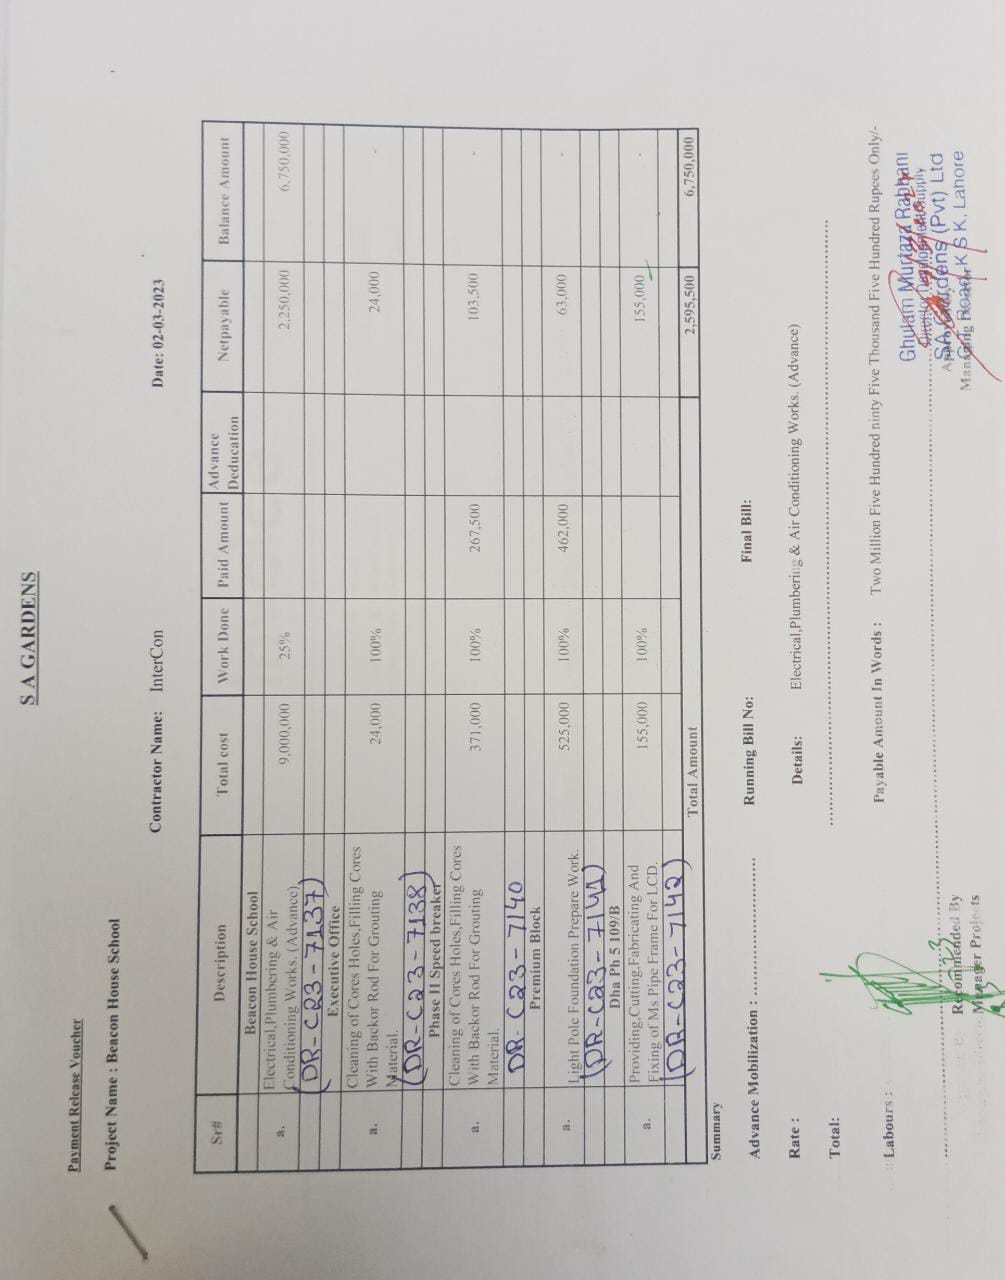 S A GARDENS
Payment Release Voucher
Project Name : Beacon House School
Contractor Name: InterCon
Date: 02-03-2023
Sr# Description Total cost Work Done Paid Amount Advance Deducation Netpayable Balance Amount
Beacon House School
a. Electrical,Plumbering & Air 9,000,000 25% 2,250,000 6,750,000
Conditioning Works. (Advance)
(DR-C23-7137)
Executive Office
Cleaning of Cores Holes,Filling Cores
a. With Backor Rod For Grouting 24,000 100% 24,000 -
Material.
(DR-C23-7138)
Phase II Speed breaker
Cleaning of Cores Holes,Filling Cores
a. With Backor Rod For Grouting 371,000 100% 267,500 103,500 -
Material.
DR-C23-7140
Premium Block
a. Light Pole Foundation Prepare Work. 525,000 100% 462,000 63,000 -
(DR-C23-7141)
Dha Ph 5 109/B
a. Providing,Cutting,Fabricating And 155,000 100% 155,000 -
Fixing of Ms Pipe Frame For LCD.
(DR-C23-7142)
Total Amount 2,595,500 6,750,000
Summary
Advance Mobilization : Running Bill No: Final Bill:
Rate : Details: Electrical,Plumbering & Air Conditioning Works. (Advance)
Total:
Labours : Payable Amount In Words : Two Million Five Hundred ninty Five Thousand Five Hundred Rupees Only/-
Ghulam Murtaza Rabbani
SA Gardens (Pvt) Ltd
G.T. Road K S K, Lahore
Recommended By
Manager Projects
Managing Director